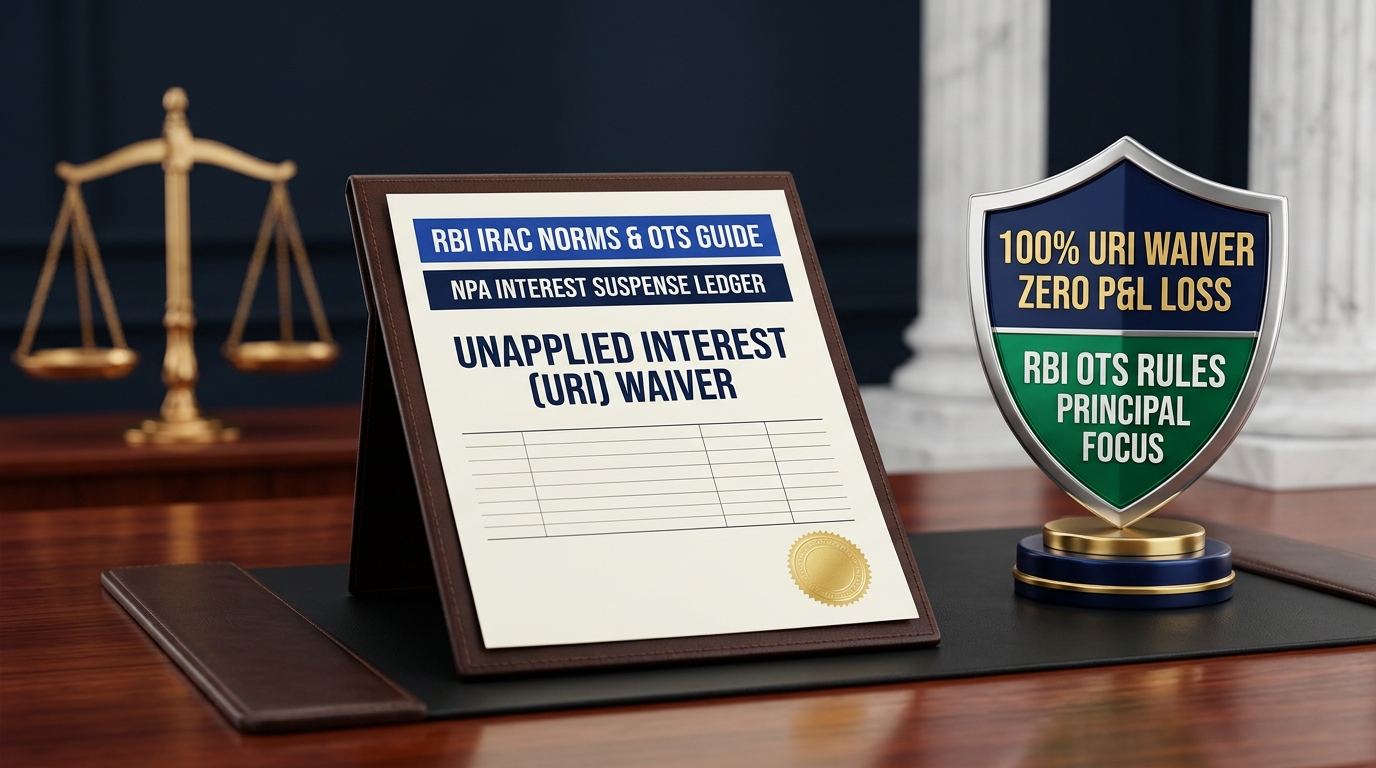 RBI IRAC NORMS & OTS GUIDE
NPA INTEREST SUSPENSE LEDGER
UNAPPLIED INTEREST
(URI) WAIVER
100% URI WAIVER
ZERO P&L LOSS
RBI OTS RULES
PRINCIPAL
FOCUS